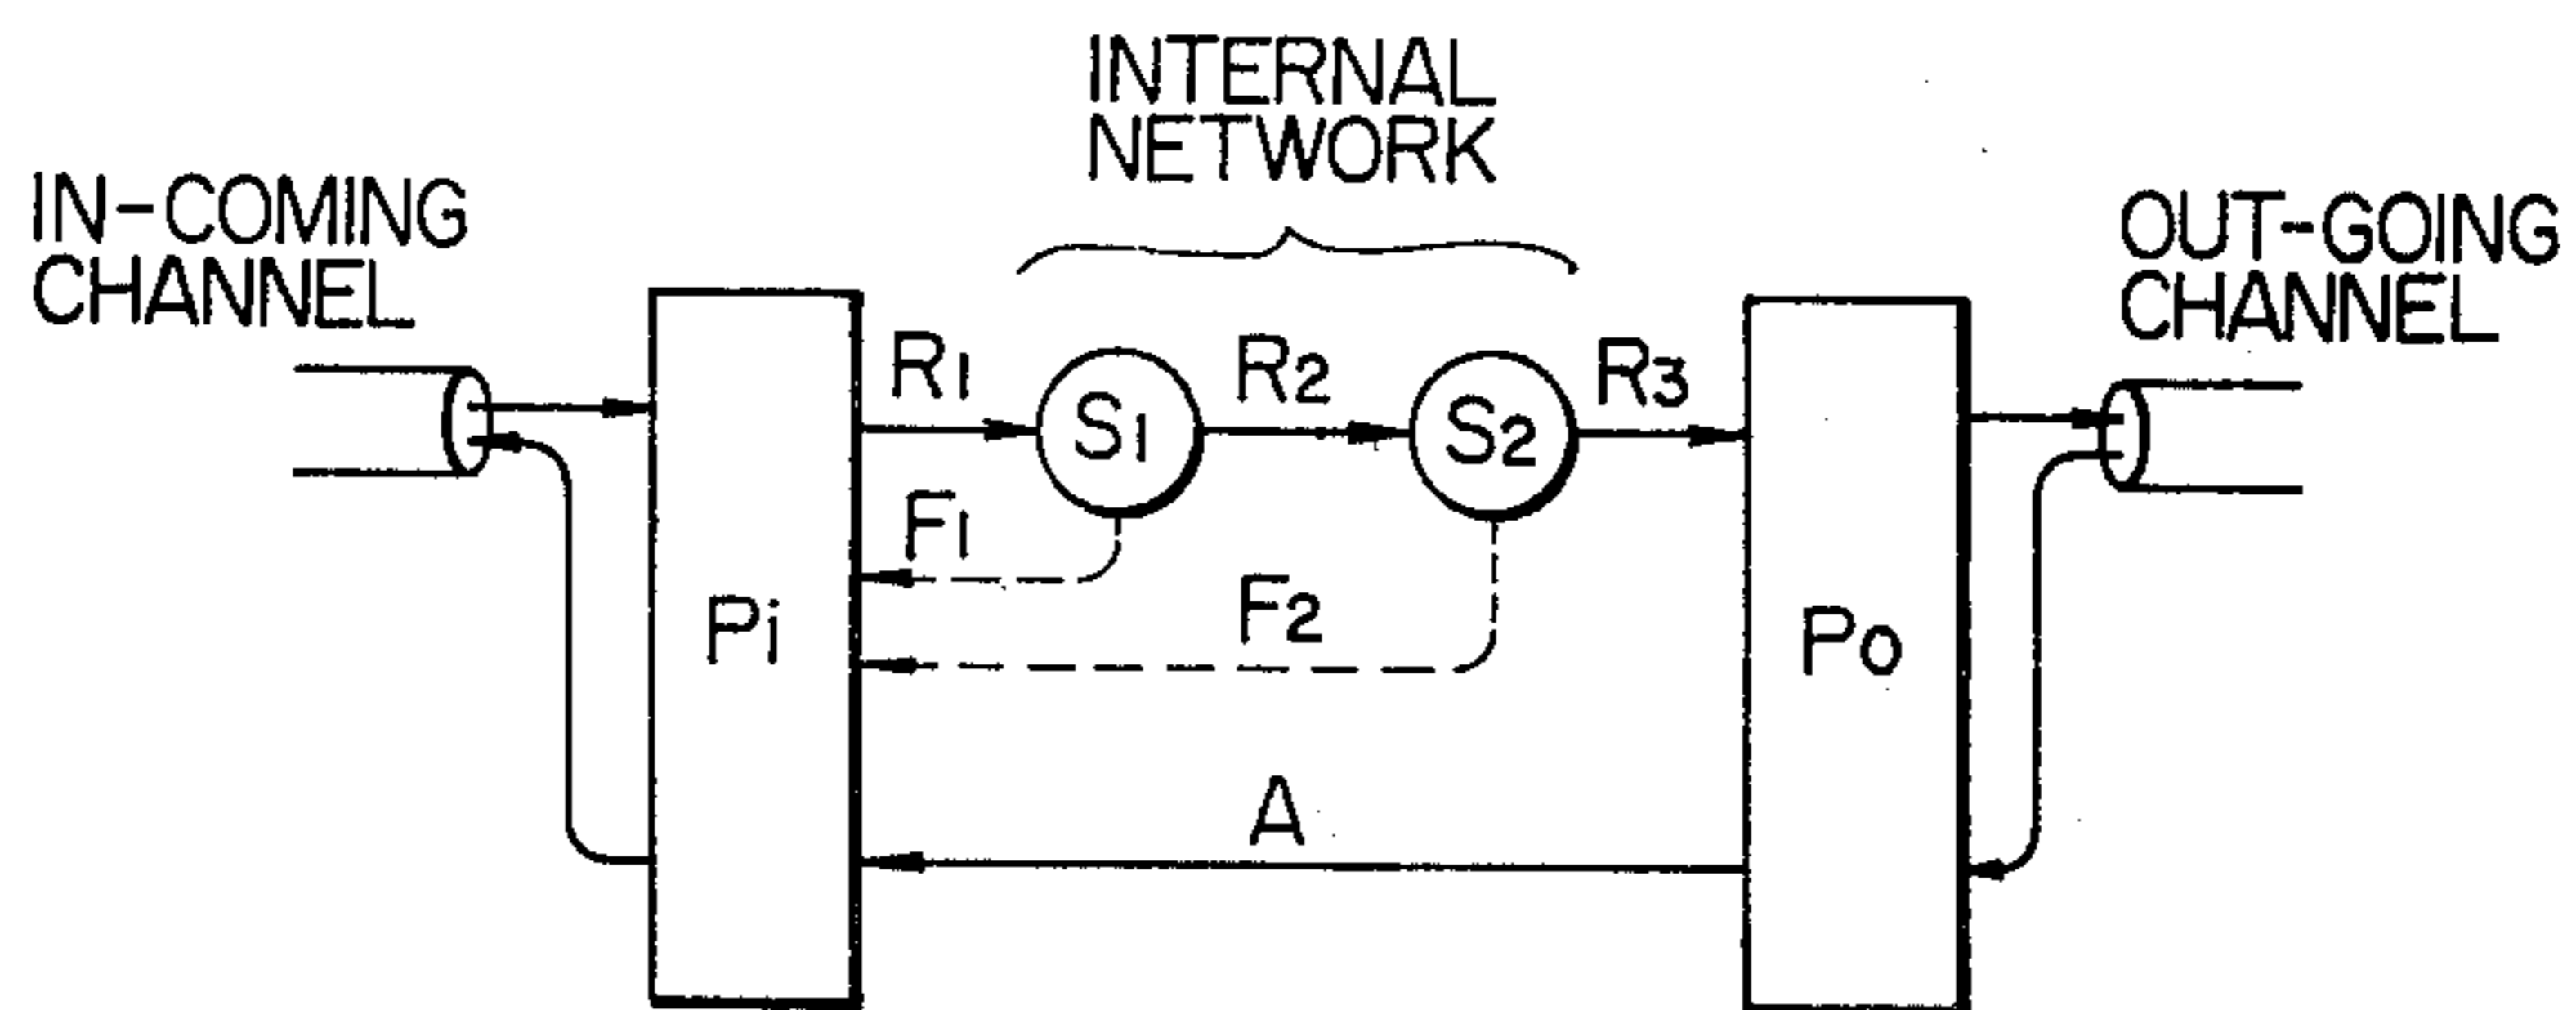 INTERNAL
NETWORK
IN-COMING
CHANNEL
OUT-GOING
CHANNEL
R1
S1
R2
S2
R3
F1
F2
Pi
Po
A